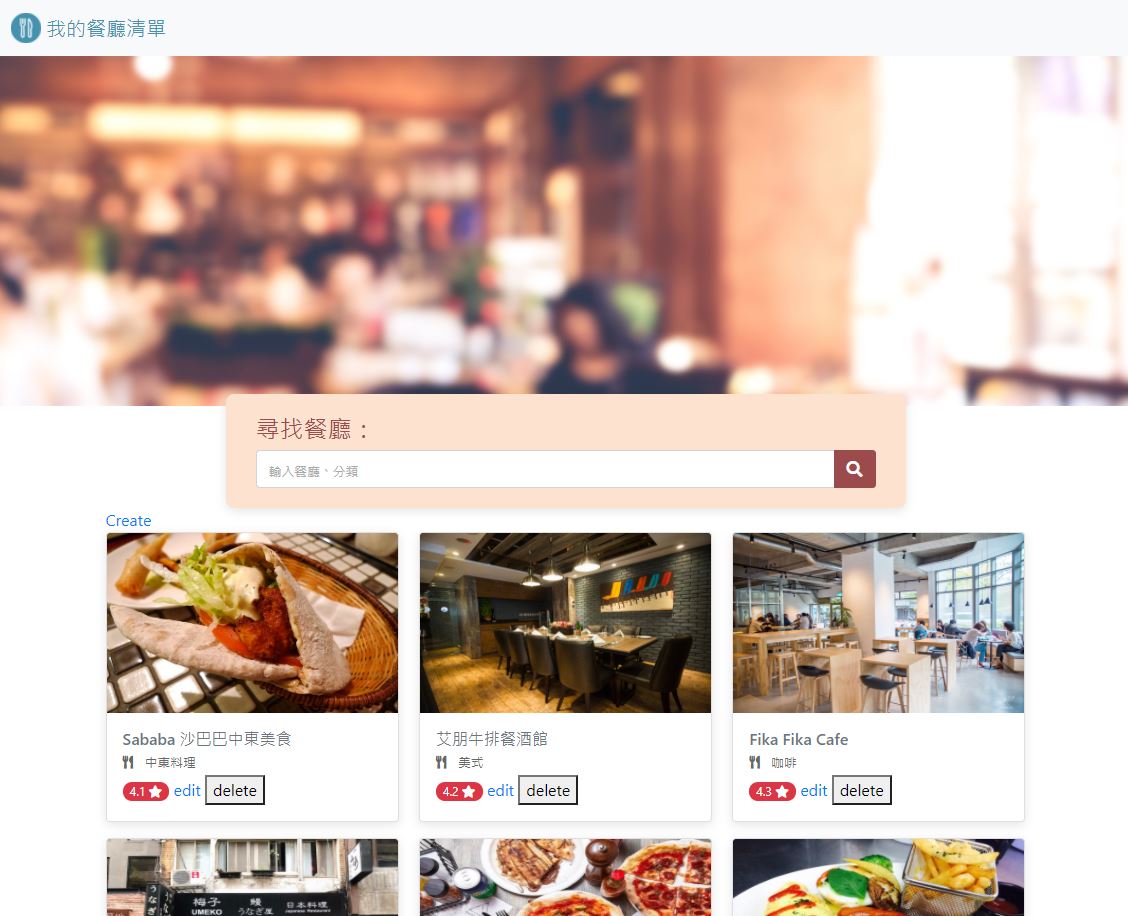 我的餐廳清單
尋找餐廳：
輸入餐廳、分類
Create
Sababa 沙巴巴中東美食
中東料理
4.1 edit delete
艾朋牛排餐酒館
美式
4.2 edit delete
Fika Fika Cafe
咖啡
4.3 edit delete
うなぎ
梅子 鰻 日本料理
UMEKO うなぎ屋 Japanese Restaurant